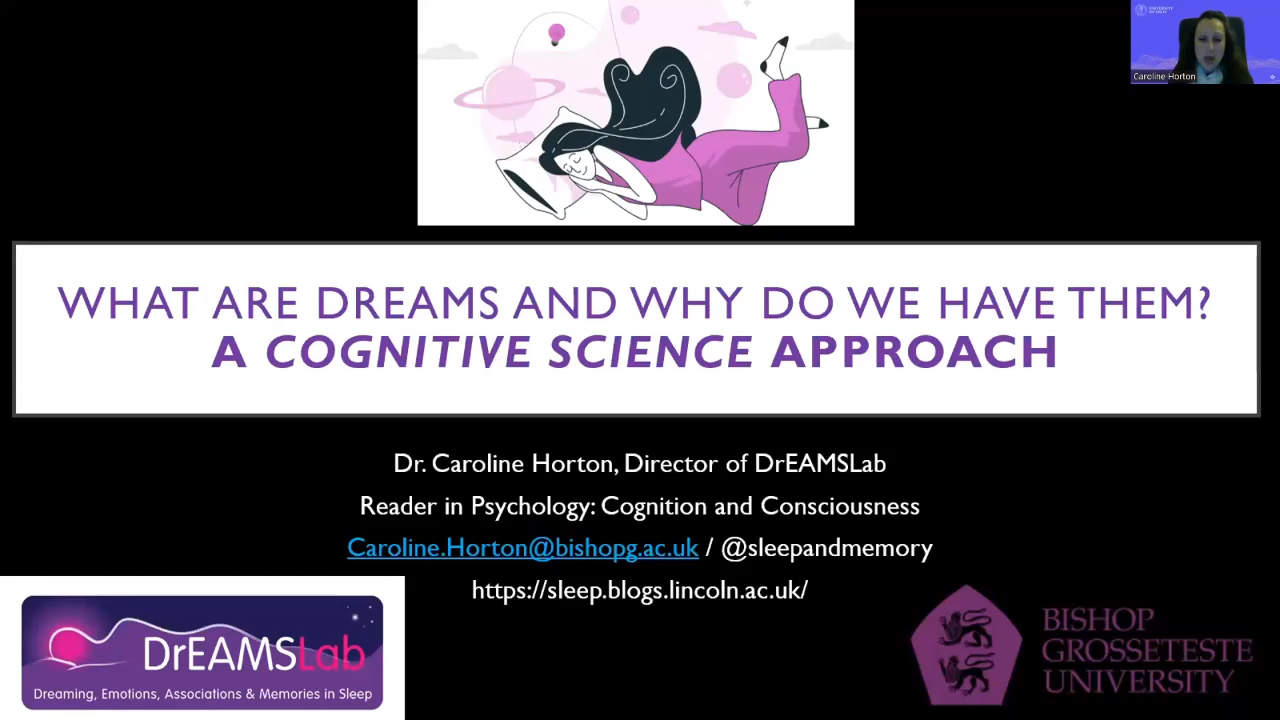 Caroline Horton
WHAT ARE DREAMS AND WHY DO WE HAVE THEM?
A COGNITIVE SCIENCE APPROACH
Dr. Caroline Horton, Director of DrEAMSLab
Reader in Psychology: Cognition and Consciousness
Caroline.Horton@bishopg.ac.uk / @sleepandmemory
https://sleep.blogs.lincoln.ac.uk/
DrEAMSLab
Dreaming, Emotions, Associations & Memories in Sleep
BISHOP
GROSSETESTE
UNIVERSITY